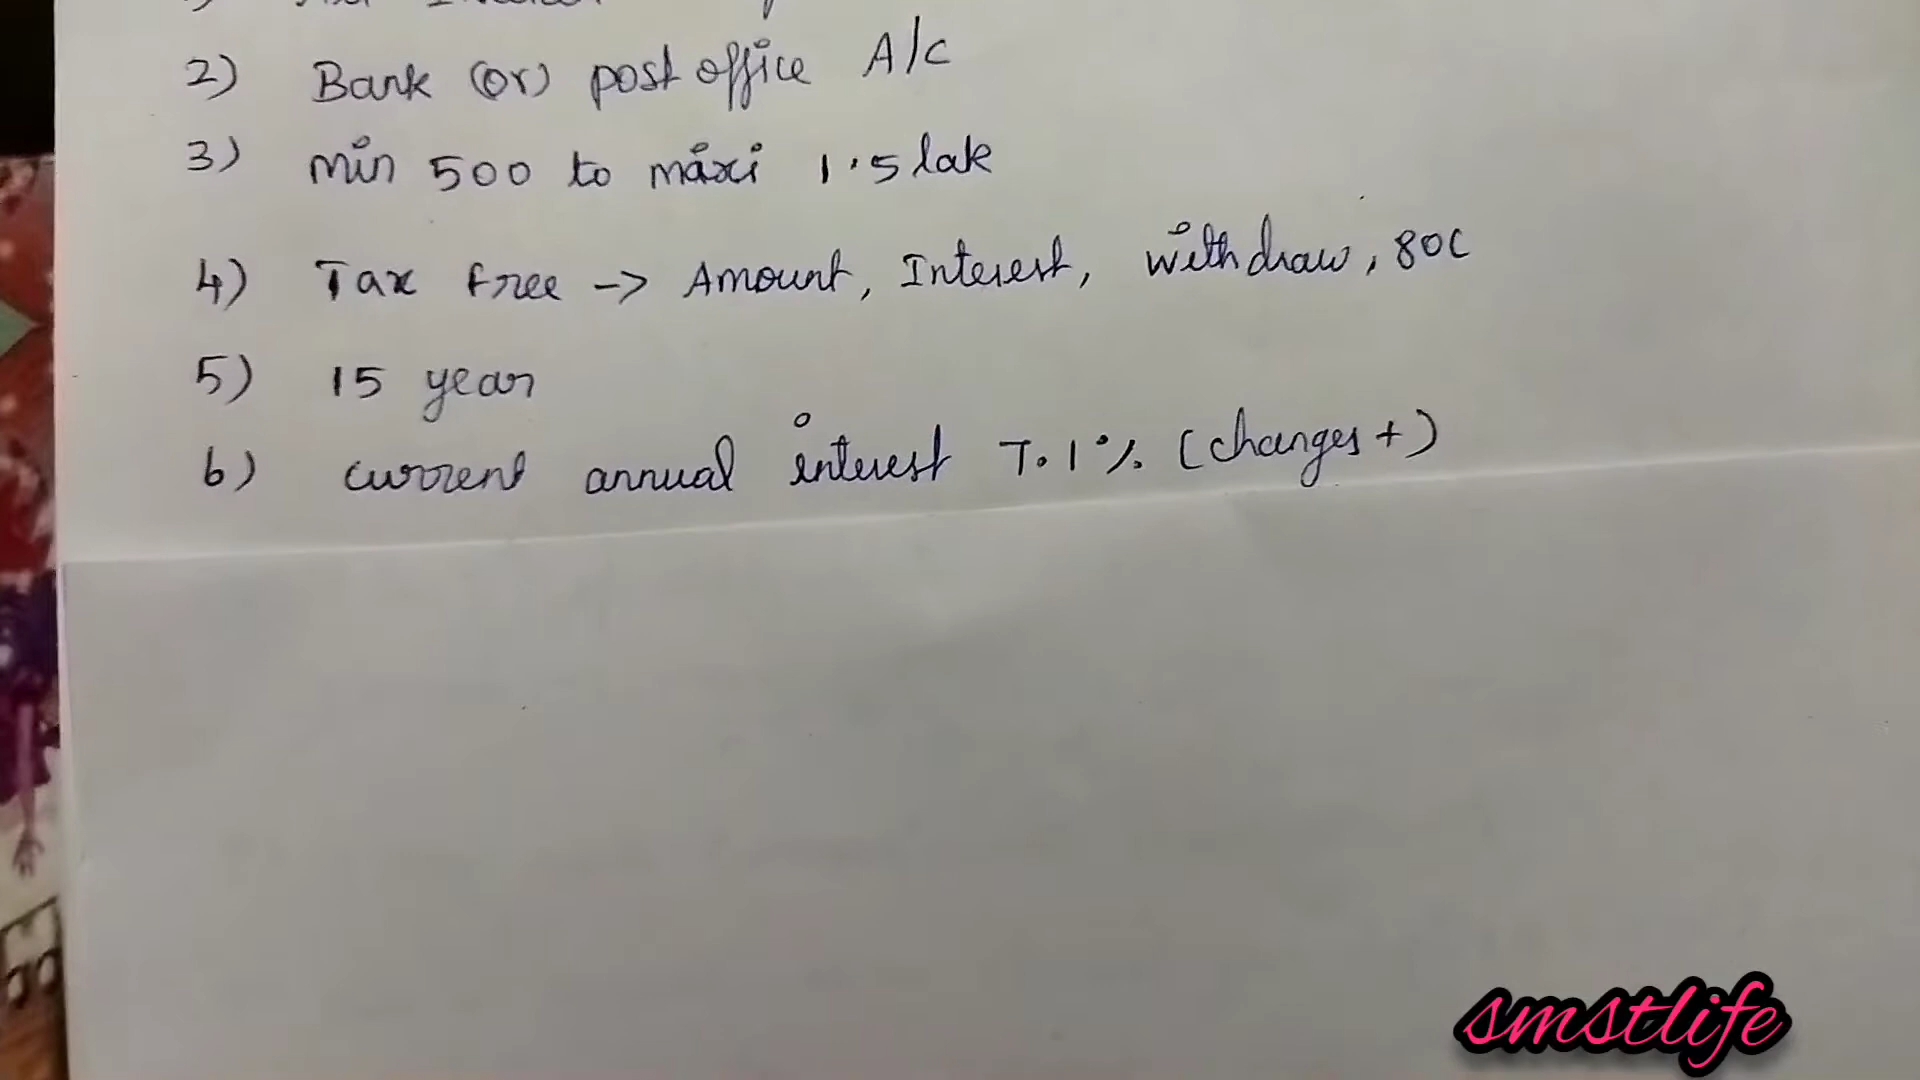 2) Bank (or) post office A/c
3) min 500 to maxi 1.5 lak
4) Tax free -> Amount, Interest, withdraw, 80C
5) 15 year
6) current annual interest 7.1% (changes +)
smstlife